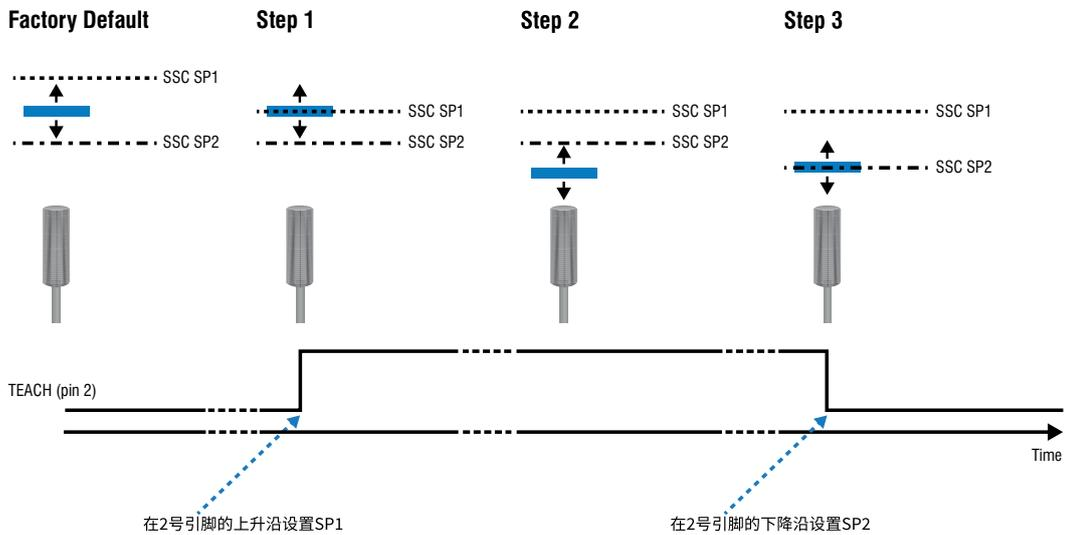 Factory Default
Step 1
Step 2
Step 3
SSC SP1
SSC SP2
SSC SP1
SSC SP2
SSC SP1
SSC SP2
SSC SP1
SSC SP2
TEACH (pin 2)
Time
在2号引脚的上升沿设置SP1
在2号引脚的下降沿设置SP2